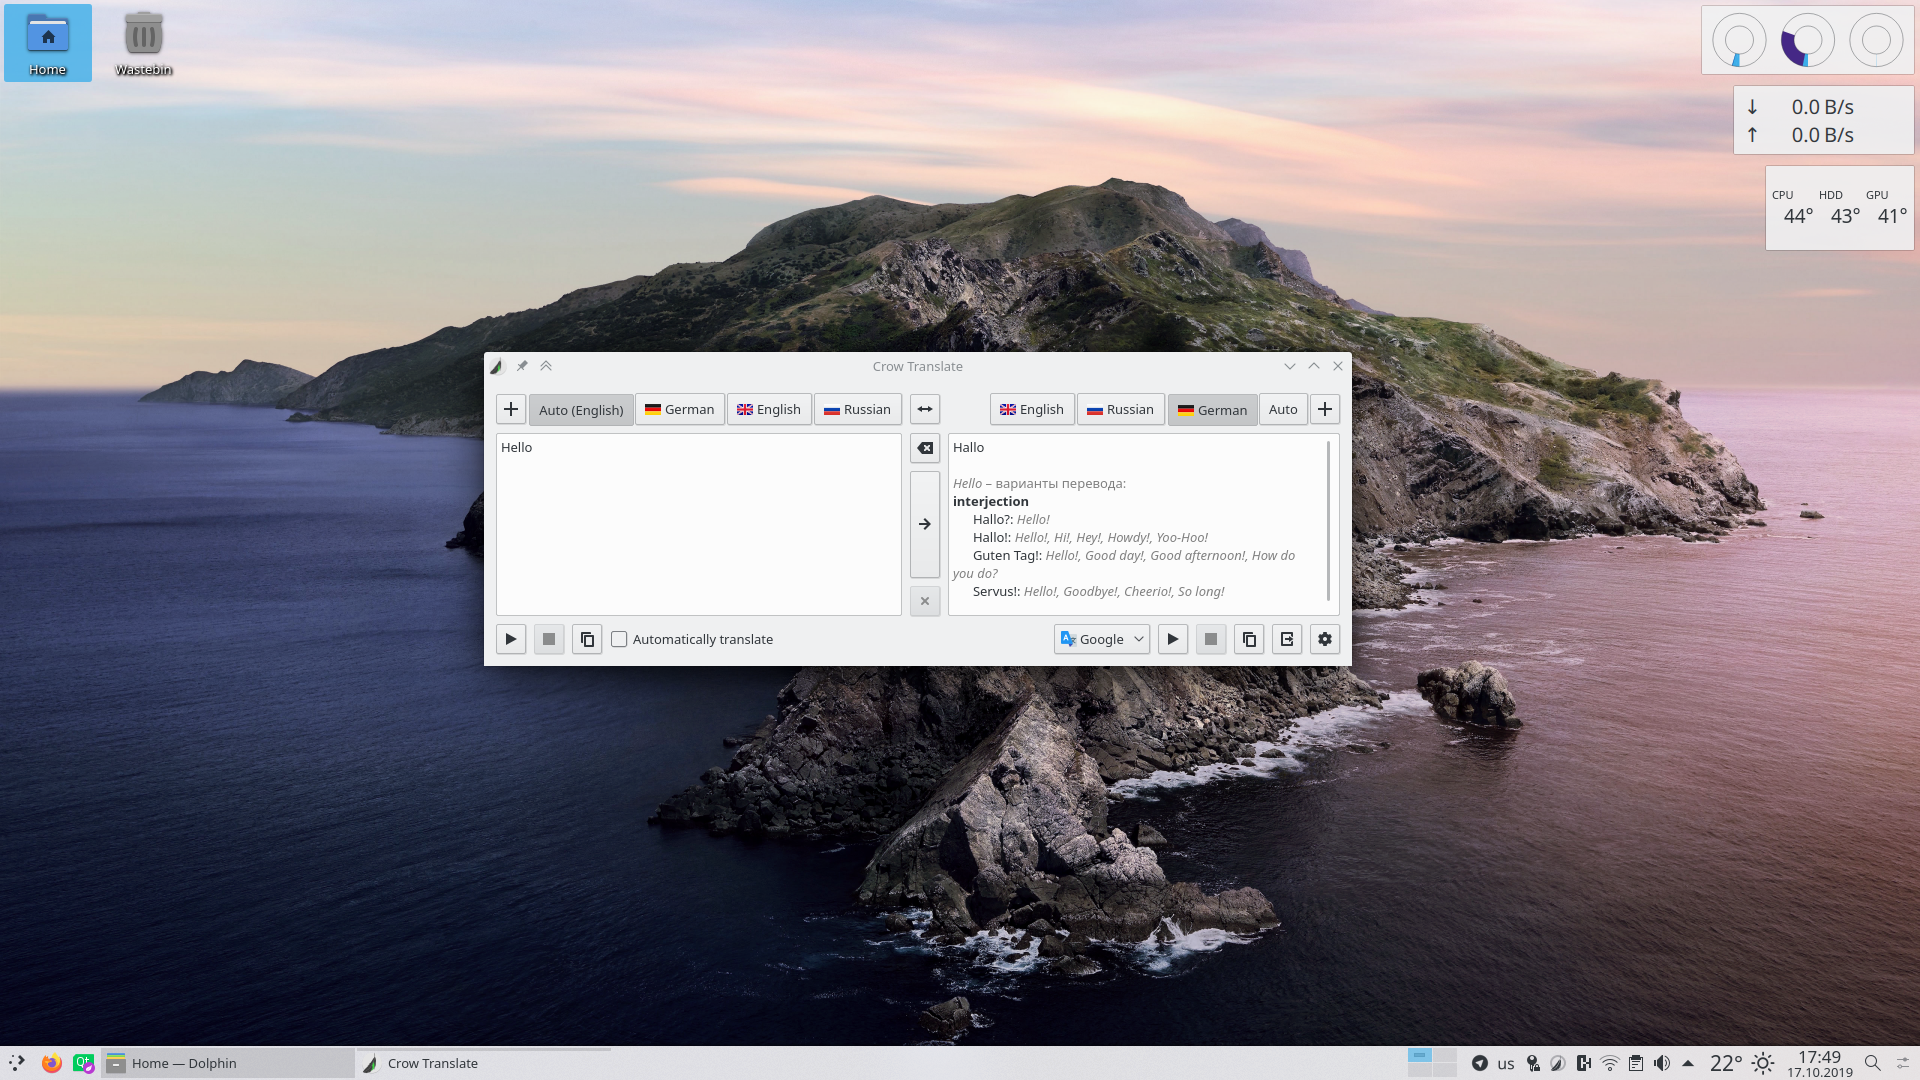 Home
Wastebin
0.0 B/s
0.0 B/s
CPU HDD GPU
44° 43° 41°
Crow Translate
Auto (English) German English Russian
English Russian German Auto
Hello
Hallo
Hello – варианты перевода:
interjection
Hallo?: Hello!
Hallo!: Hello!, Hi!, Hey!, Howdy!, Yoo-Hoo!
Guten Tag!: Hello!, Good day!, Good afternoon!, How do
you do?
Servus!: Hello!, Goodbye!, Cheerio!, So long!
Automatically translate
Google
Home — Dolphin
Crow Translate
us
22°
17:49
17.10.2019